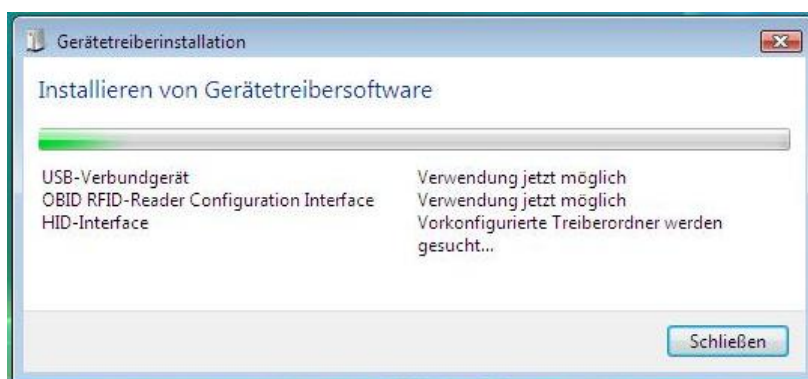 Gerätetreiberinstallation
Installieren von Gerätetreibersoftware
USB-Verbundgerät Verwendung jetzt möglich
OBID RFID-Reader Configuration Interface Verwendung jetzt möglich
HID-Interface Vorkonfigurierte Treiberordner werden
gesucht...
Schließen